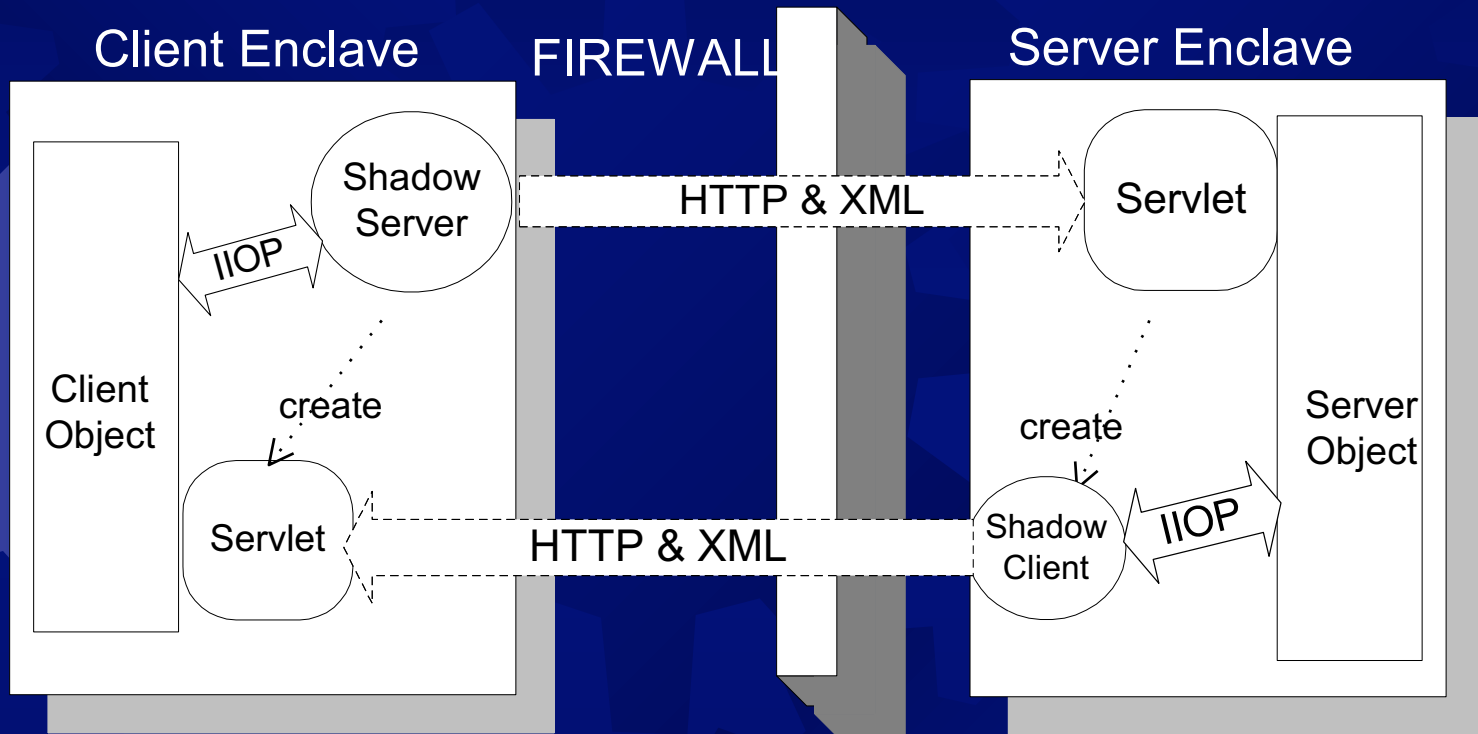 Client Enclave
FIREWALL
Server Enclave
Shadow
Server
HTTP & XML
Servlet
IIOP
Client
Object
create
create
Server
Object
Servlet
HTTP & XML
Shadow
Client
IIOP